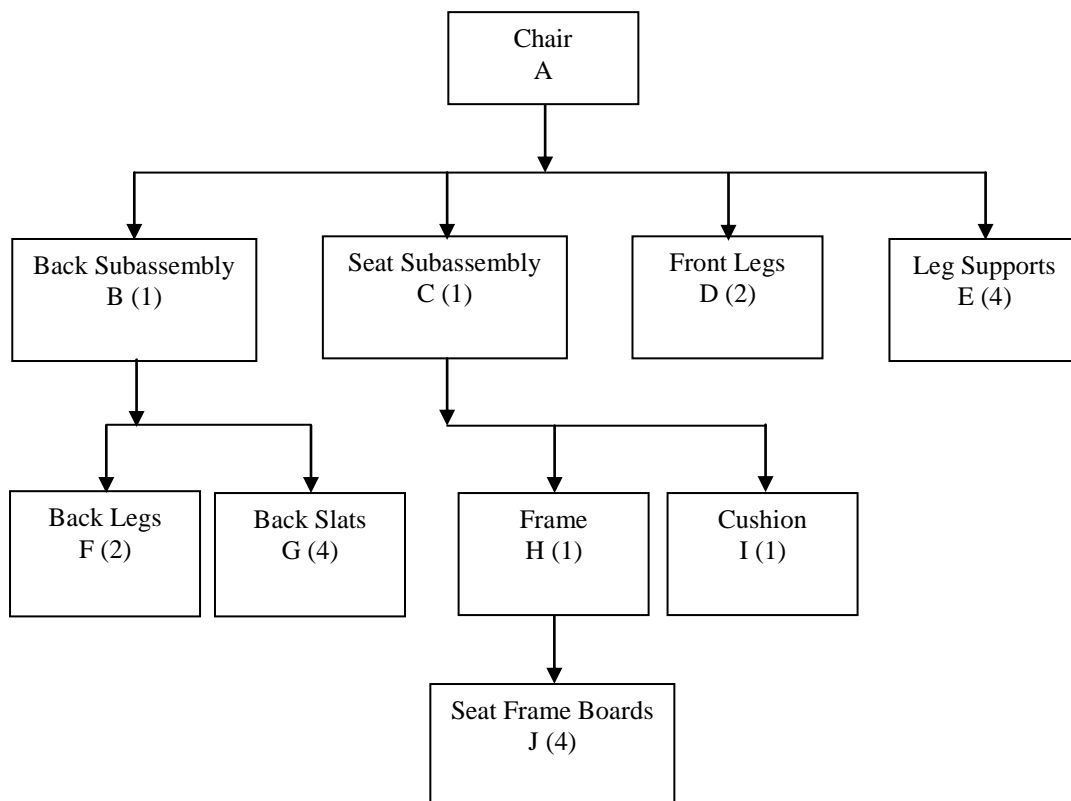 Chair
A
Back Subassembly
B (1)
Seat Subassembly
C (1)
Front Legs
D (2)
Leg Supports
E (4)
Back Legs
F (2)
Back Slats
G (4)
Frame
H (1)
Cushion
I (1)
Seat Frame Boards
J (4)